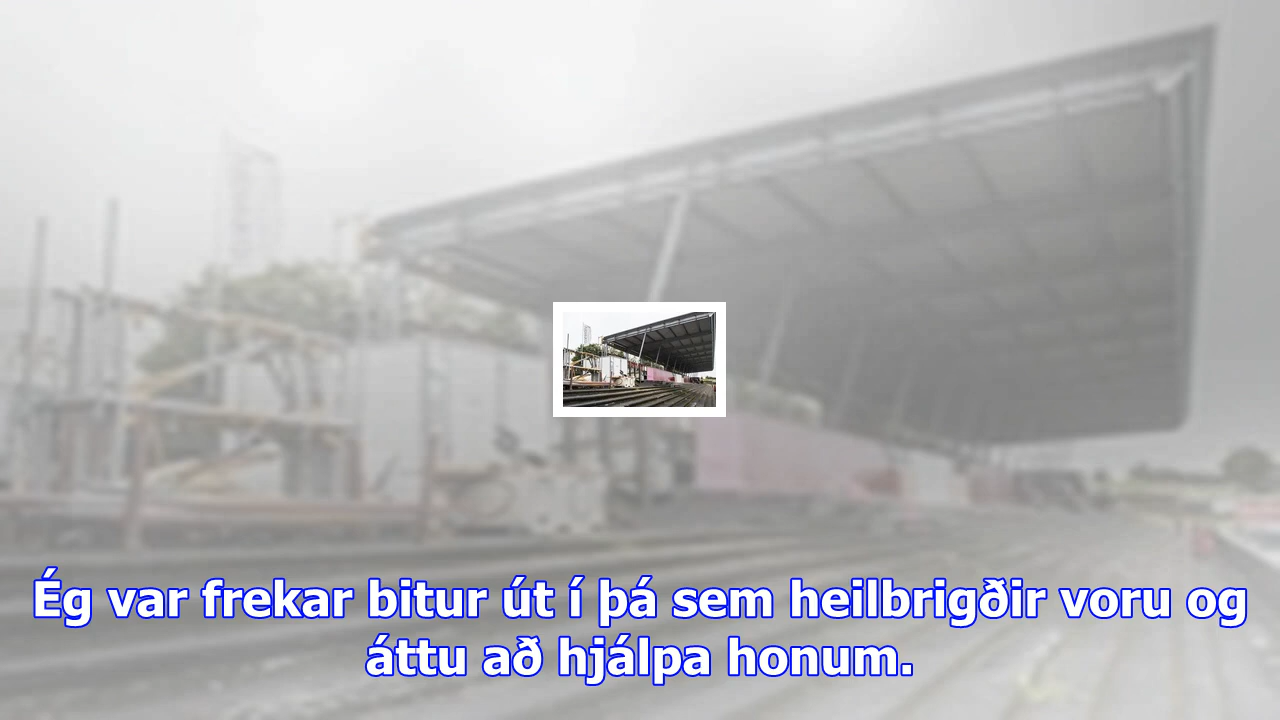 Ég var frekar bitur út í þá sem heilbrigðir voru og
áttu að hjálpa honum.